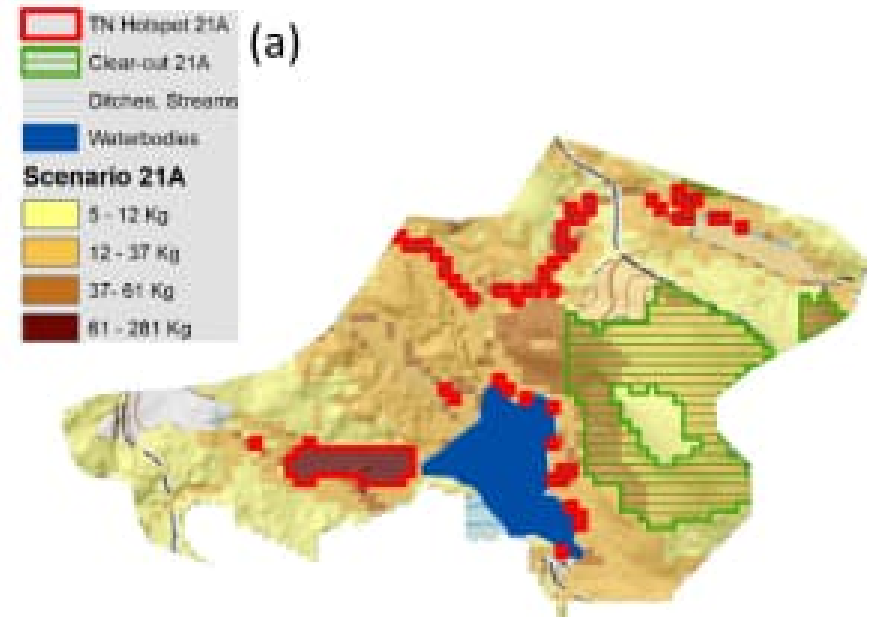 TN Hotspot 21A
(a)
Clear-cut 21A
Ditches, Streams
Waterbodies
Scenario 21A
5 - 12 Kg
12 - 37 Kg
37- 61 Kg
61 - 281 Kg